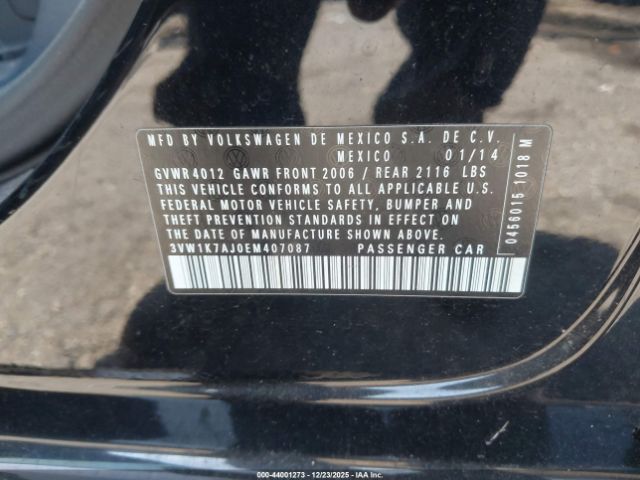 MFD BY VOLKSWAGEN DE MEXICO S.A. DE C.V.
MEXICO 01/14
GVWR 4012 GAWR FRONT 2006 / REAR 2116 LBS
THIS VEHICLE CONFORMS TO ALL APPLICABLE U.S.
FEDERAL MOTOR VEHICLE SAFETY, BUMPER AND
THEFT PREVENTION STANDARDS IN EFFECT ON
THE DATE OF MANUFACTURE SHOWN ABOVE.
3VW1K7AJ0EM407087 PASSENGER CAR
0456015 1018 M
000-44001273 - 12/23/2025 - IAAI.COM